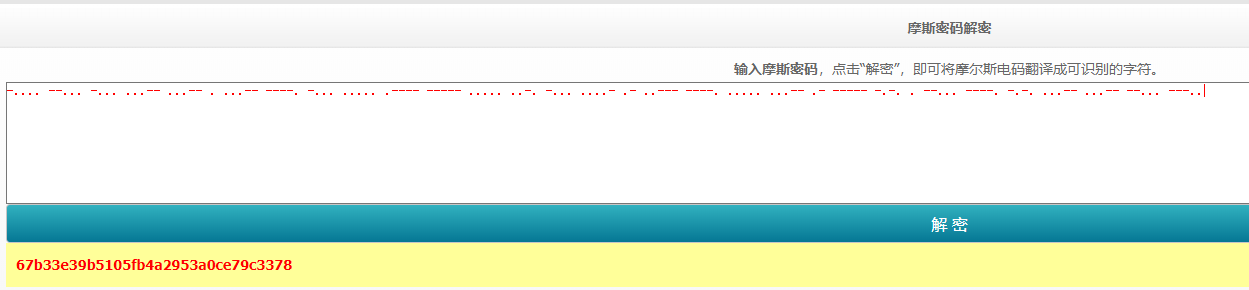 摩斯密码解密
输入摩斯密码，点击“解密”，即可将摩尔斯电码翻译成可识别的字符。
-.... --... -... ...-- ...-- . ...-- ----. -... ..... .---- ----- ..... ..-. -... ....- .- ..--- ----. ..... ...-- .- ----- -.-. . --... ----. -.-. ...-- ...-- --... ---..
解 密
67b33e39b5105fb4a2953a0ce79c3378